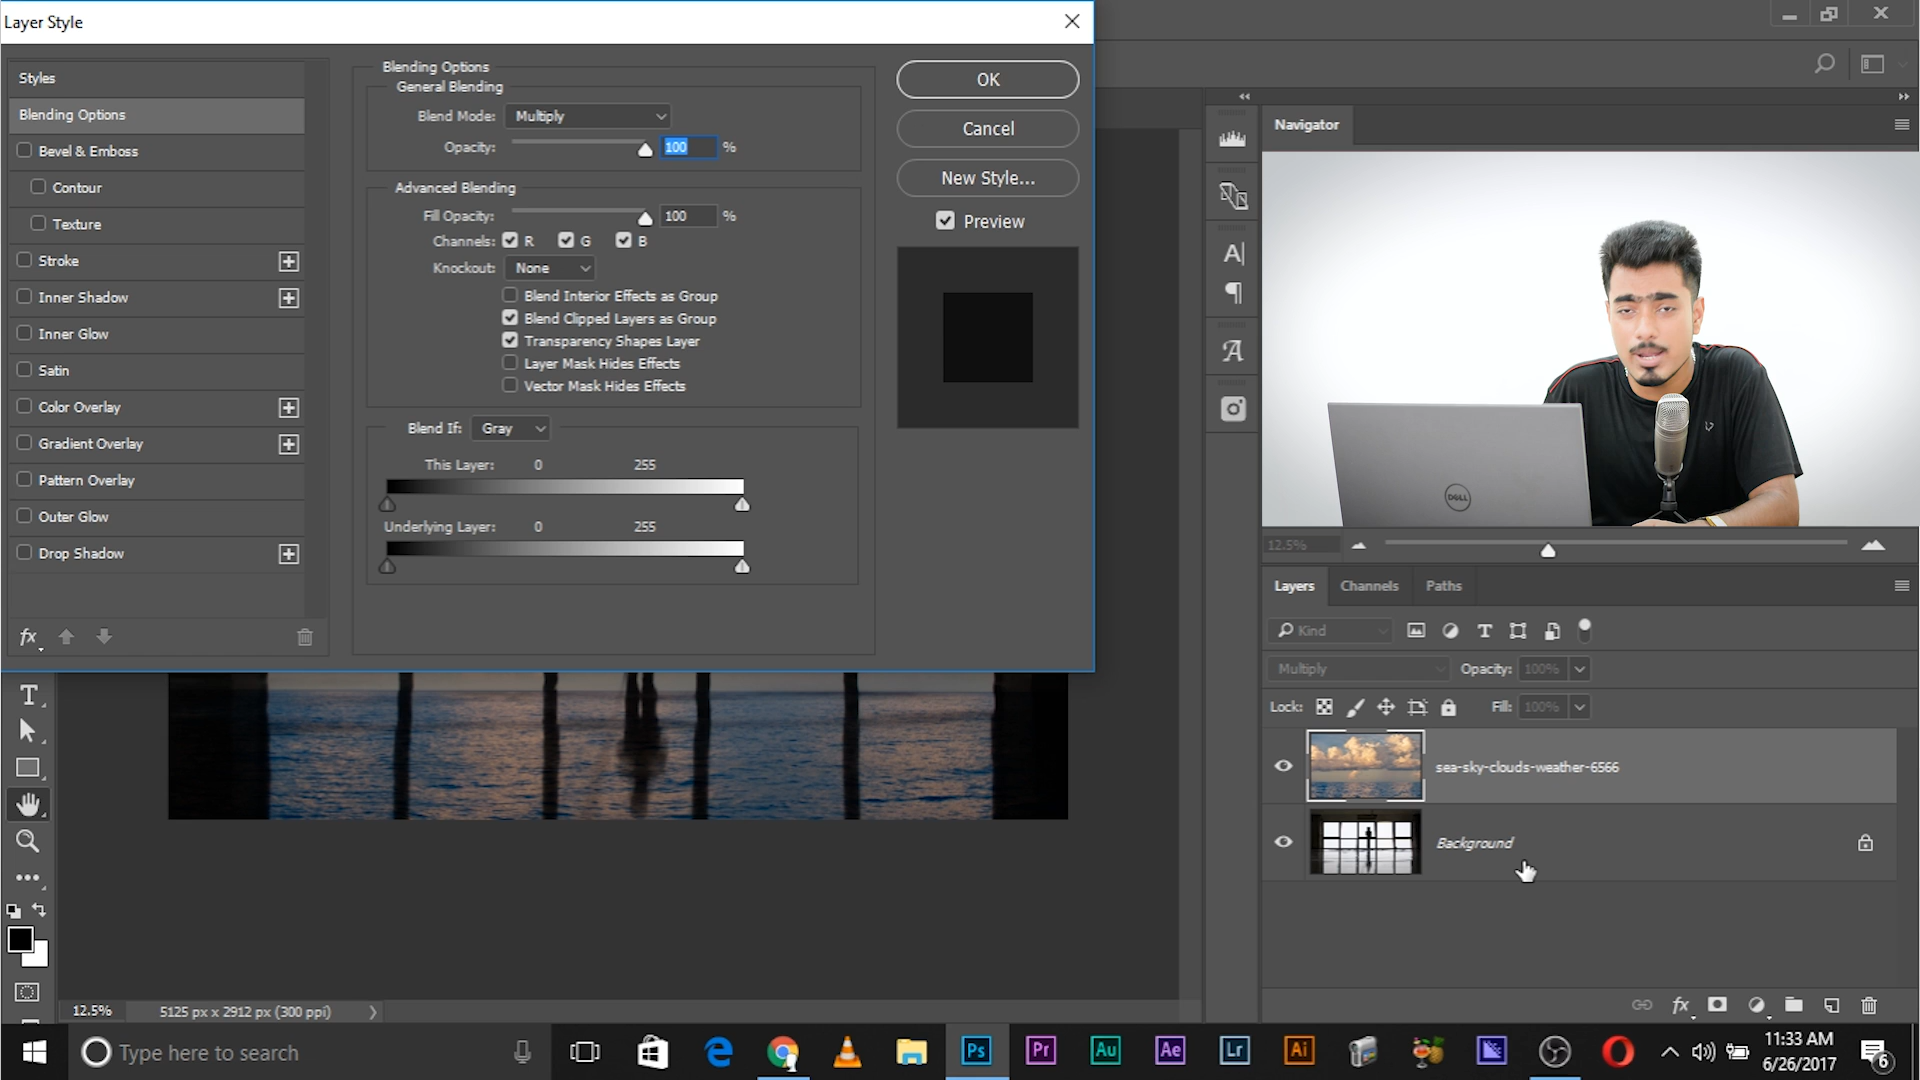 Layer Style
Styles
Blending Options
Bevel & Emboss
Contour
Texture
Stroke
Inner Shadow
Inner Glow
Satin
Color Overlay
Gradient Overlay
Pattern Overlay
Outer Glow
Drop Shadow
fx
Blending Options
General Blending
Blend Mode: Multiply
Opacity: 100 %
Advanced Blending
Fill Opacity: 100 %
Channels: R G B
Knockout: None
Blend Interior Effects as Group
Blend Clipped Layers as Group
Transparency Shapes Layer
Layer Mask Hides Effects
Vector Mask Hides Effects
Blend If: Gray
This Layer: 0 255
Underlying Layer: 0 255
OK
Cancel
New Style...
Preview
Navigator
DELL
12.5%
Layers Channels Paths
Kind
Multiply Opacity: 100%
Lock: Fill: 100%
sea-sky-clouds-weather-6566
Background
fx
12.5% 5125 px x 2912 px (300 ppi)
Type here to search
Ps Pr Au Ae Lr Ai
11:33 AM
6/26/2017
6